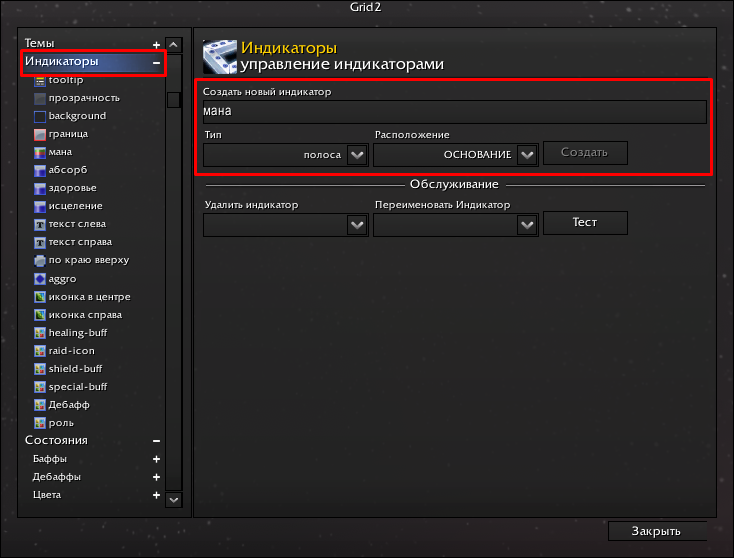 Grid2
Темы +
Индикаторы –
tooltip
прозрачность
background
граница
мана
абсорб
здоровье
исцеление
текст слева
текст справа
по краю вверху
aggro
иконка в центре
иконка справа
healing-buff
raid-icon
shield-buff
special-buff
Дебафф
роль
Состояния –
Баффы +
Дебаффы +
Цвета +
Индикаторы
управление индикаторами
Создать новый индикатор
мана
Тип Расположение
полоса ОСНОВАНИЕ Создать
Обслуживание
Удалить индикатор Переименовать Индикатор
Тест
Закрыть